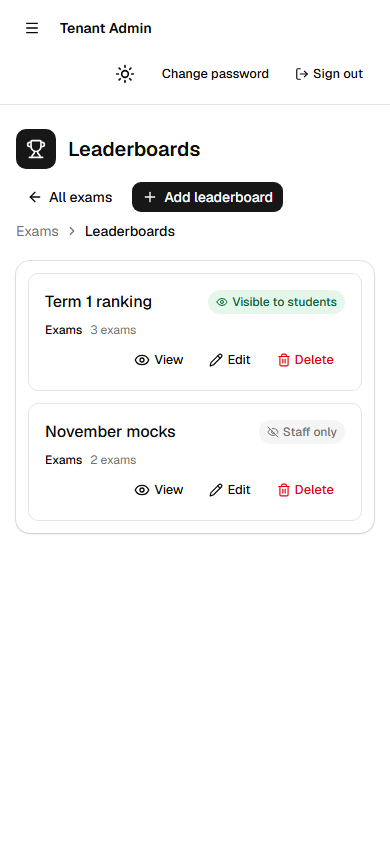 Tenant Admin
Change password Sign out
Leaderboards
All exams Add leaderboard
Exams Leaderboards
Term 1 ranking Visible to students
Exams 3 exams
View Edit Delete
November mocks Staff only
Exams 2 exams
View Edit Delete